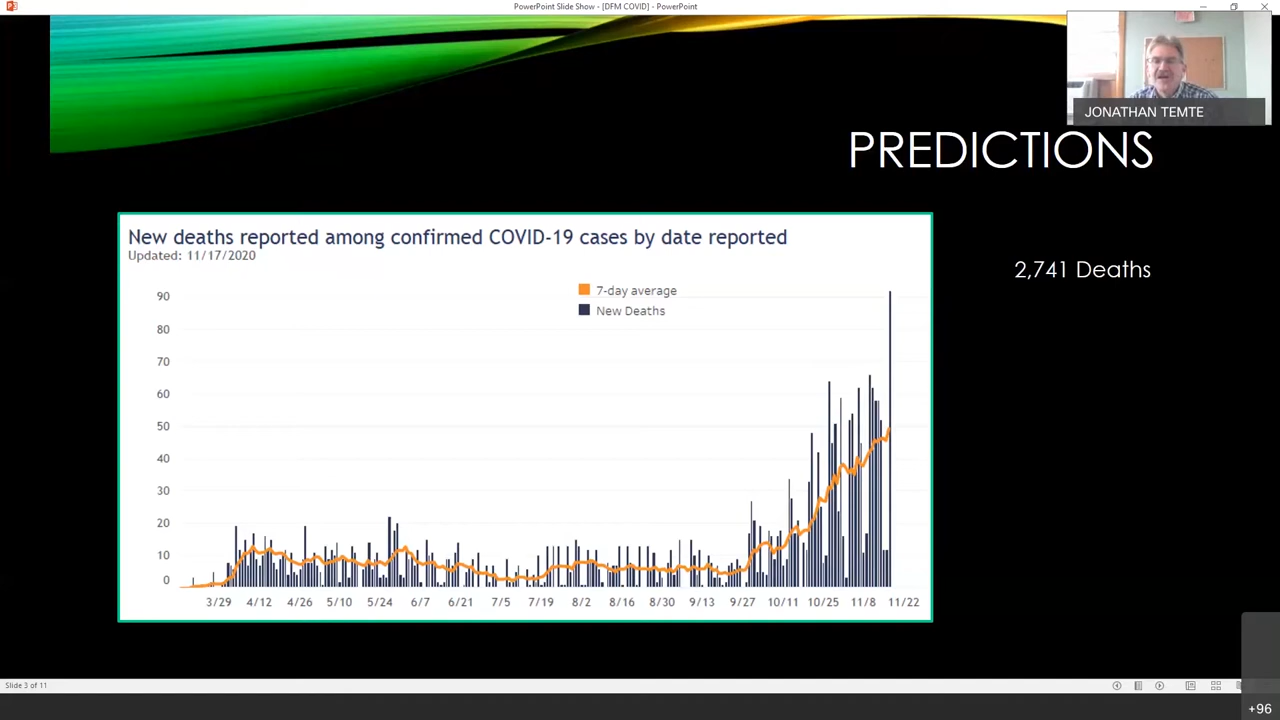 PowerPoint Slide Show - [DFM COVID] - PowerPoint
JONATHAN TEMTE
PREDICTIONS
New deaths reported among confirmed COVID-19 cases by date reported
Updated: 11/17/2020
2,741 Deaths
7-day average
New Deaths
90
80
70
60
50
40
30
20
10
0
3/29 4/12 4/26 5/10 5/24 6/7 6/21 7/5 7/19 8/2 8/16 8/30 9/13 9/27 10/11 10/25 11/8 11/22
Slide 3 of 11
+96